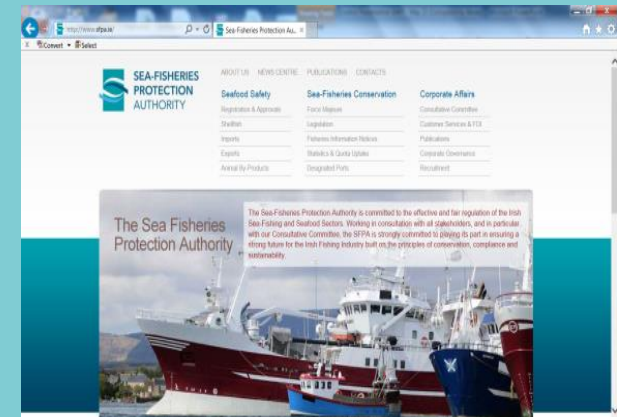 http://www.sfpa.ie/
Sea-Fisheries Protection Au...
x Convert Select
SEA-FISHERIES
PROTECTION
AUTHORITY
ABOUT US NEWS CENTRE PUBLICATIONS CONTACTS
Seafood Safety Sea-Fisheries Conservation Corporate Affairs
Registration & Approvals Force Majeure Consultative Committee
Shellfish Legislation Customer Services & FOI
Imports Fisheries Information Notices Publications
Exports Statistics & Quota Uptake Corporate Governance
Animal By-Products Designated Ports Recruitment
The Sea Fisheries
Protection Authority
The Sea-Fisheries Protection Authority is committed to the effective and fair regulation of the Irish
Sea-Fishing and Seafood Sectors. Working in consultation with all stakeholders, and in particular
with our Consultative Committee, the SFPA is strongly committed to playing its part in ensuring a
strong future for the Irish Fishing Industry built on the principles of conservation, compliance and
sustainability.